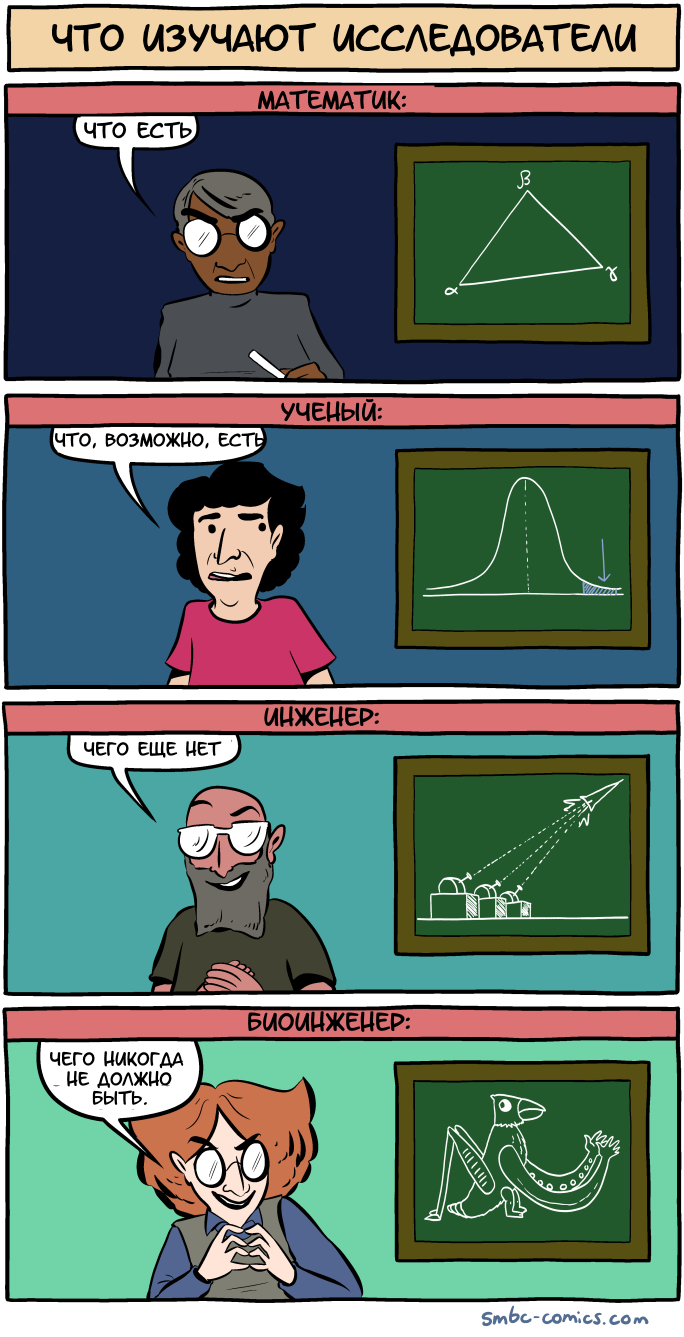 ЧТО ИЗУЧАЮТ ИССЛЕДОВАТЕЛИ
МАТЕМАТИК:
ЧТО ЕСТЬ
β
α
γ
УЧЕНЫЙ:
ЧТО, ВОЗМОЖНО, ЕСТЬ
ИНЖЕНЕР:
ЧЕГО ЕЩЕ НЕТ
БИОИНЖЕНЕР:
ЧЕГО НИКОГДА
НЕ ДОЛЖНО
БЫТЬ.
smbc-comics.com